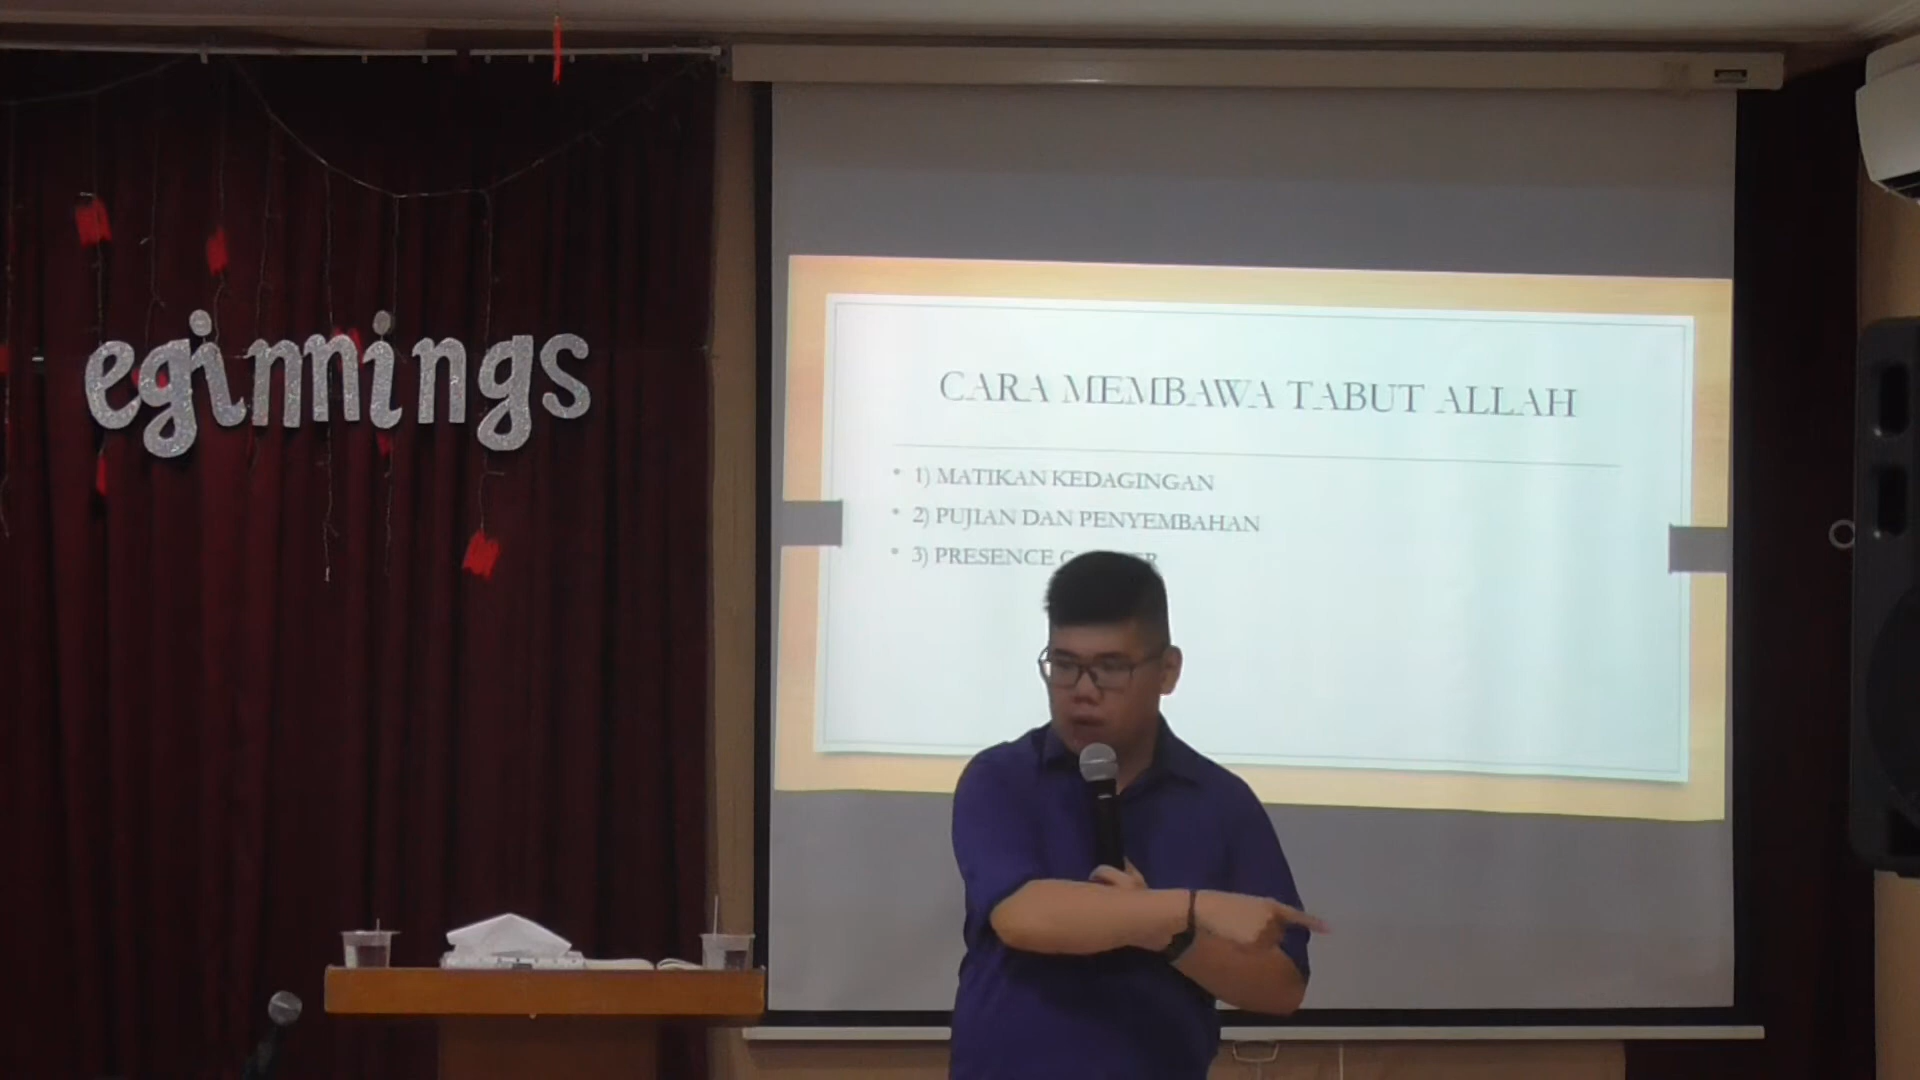 eginnings
CARA MEMBAWA TABUT ALLAH
• 1) MATIKAN KEDAGINGAN
• 2) PUJIAN DAN PENYEMBAHAN
• 3) PRESENCE